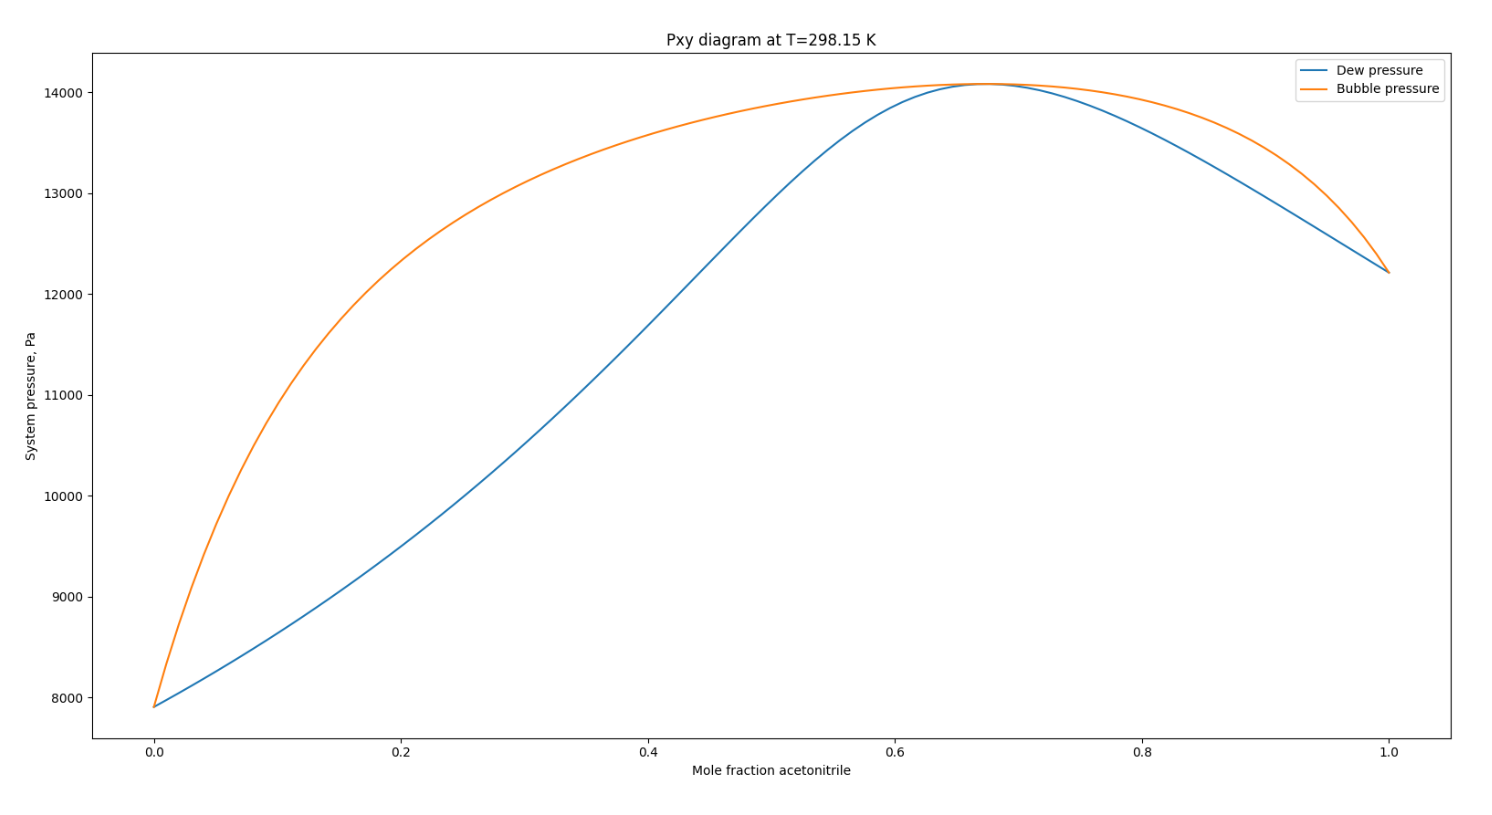 Pxy diagram at T=298.15 K
Dew pressure
Bubble pressure
14000
13000
12000
11000
10000
9000
8000
System pressure, Pa
0.0 0.2 0.4 0.6 0.8 1.0
Mole fraction acetonitrile